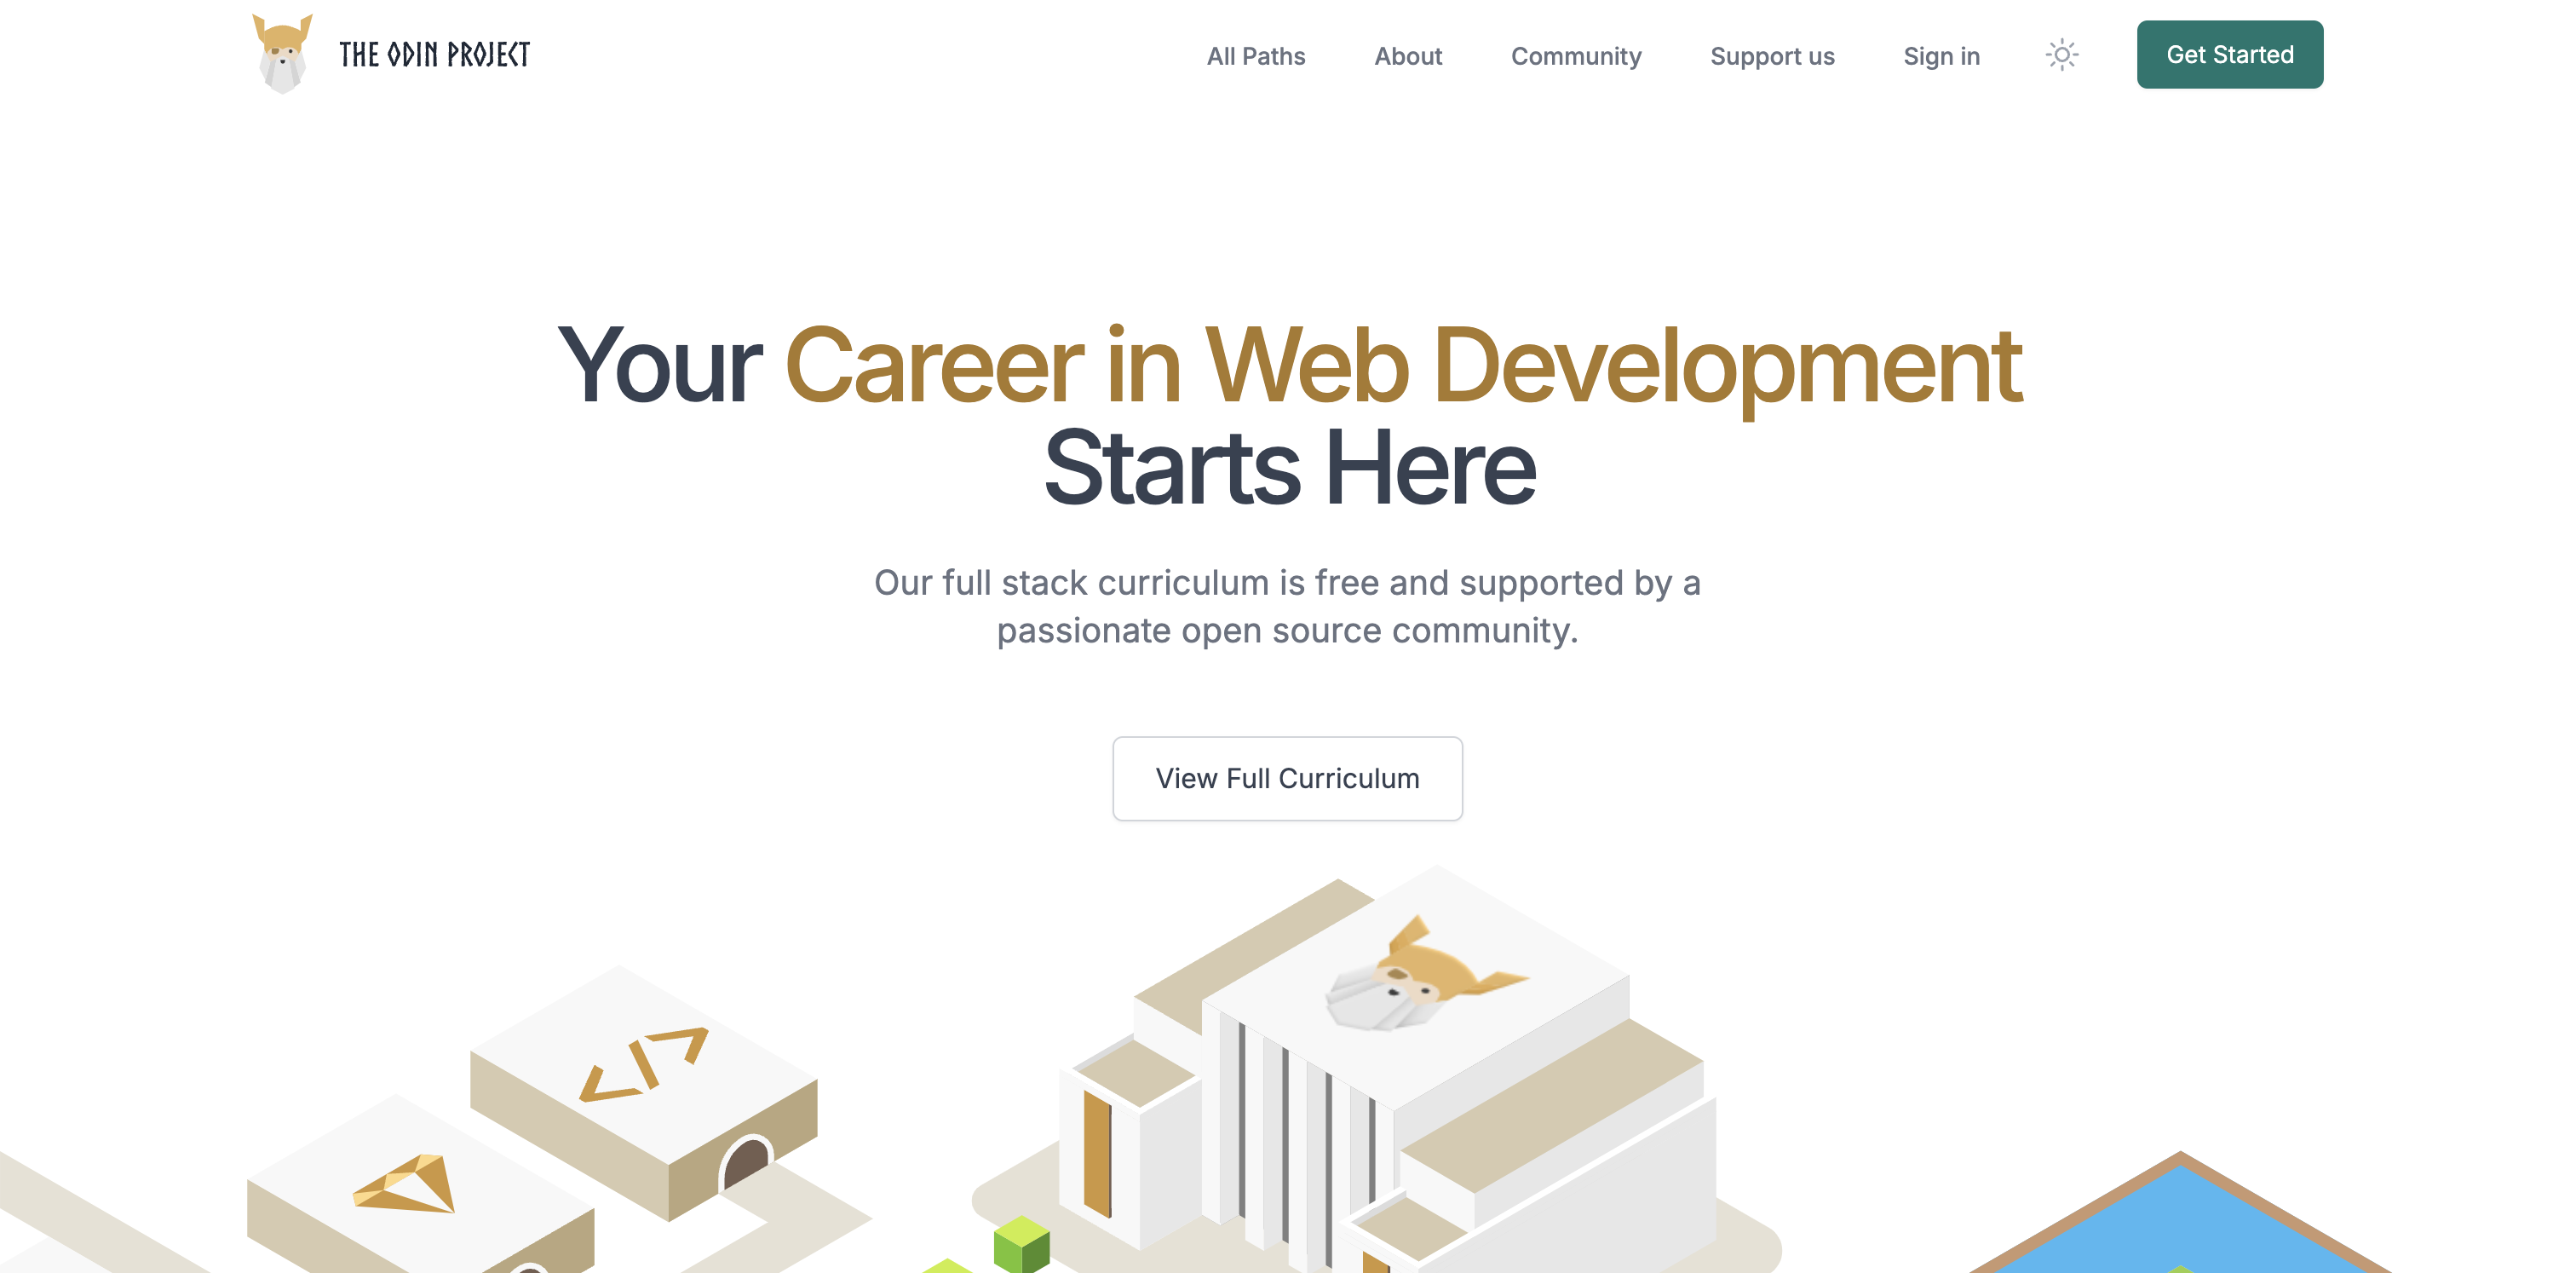 THE ODIN PROJECT
All Paths
About
Community
Support us
Sign in
Get Started
Your Career in Web Development
Starts Here
Our full stack curriculum is free and supported by a
passionate open source community.
View Full Curriculum
</>